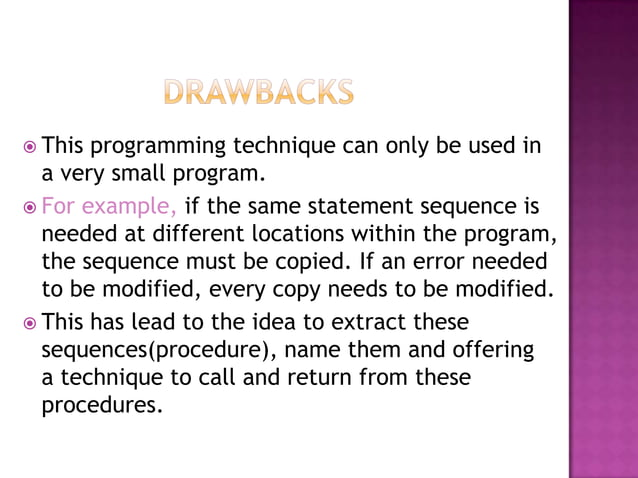 DRAWBACKS
This programming technique can only be used in
a very small program.
For example, if the same statement sequence is
needed at different locations within the program,
the sequence must be copied. If an error needed
to be modified, every copy needs to be modified.
This has lead to the idea to extract these
sequences(procedure), name them and offering
a technique to call and return from these
procedures.